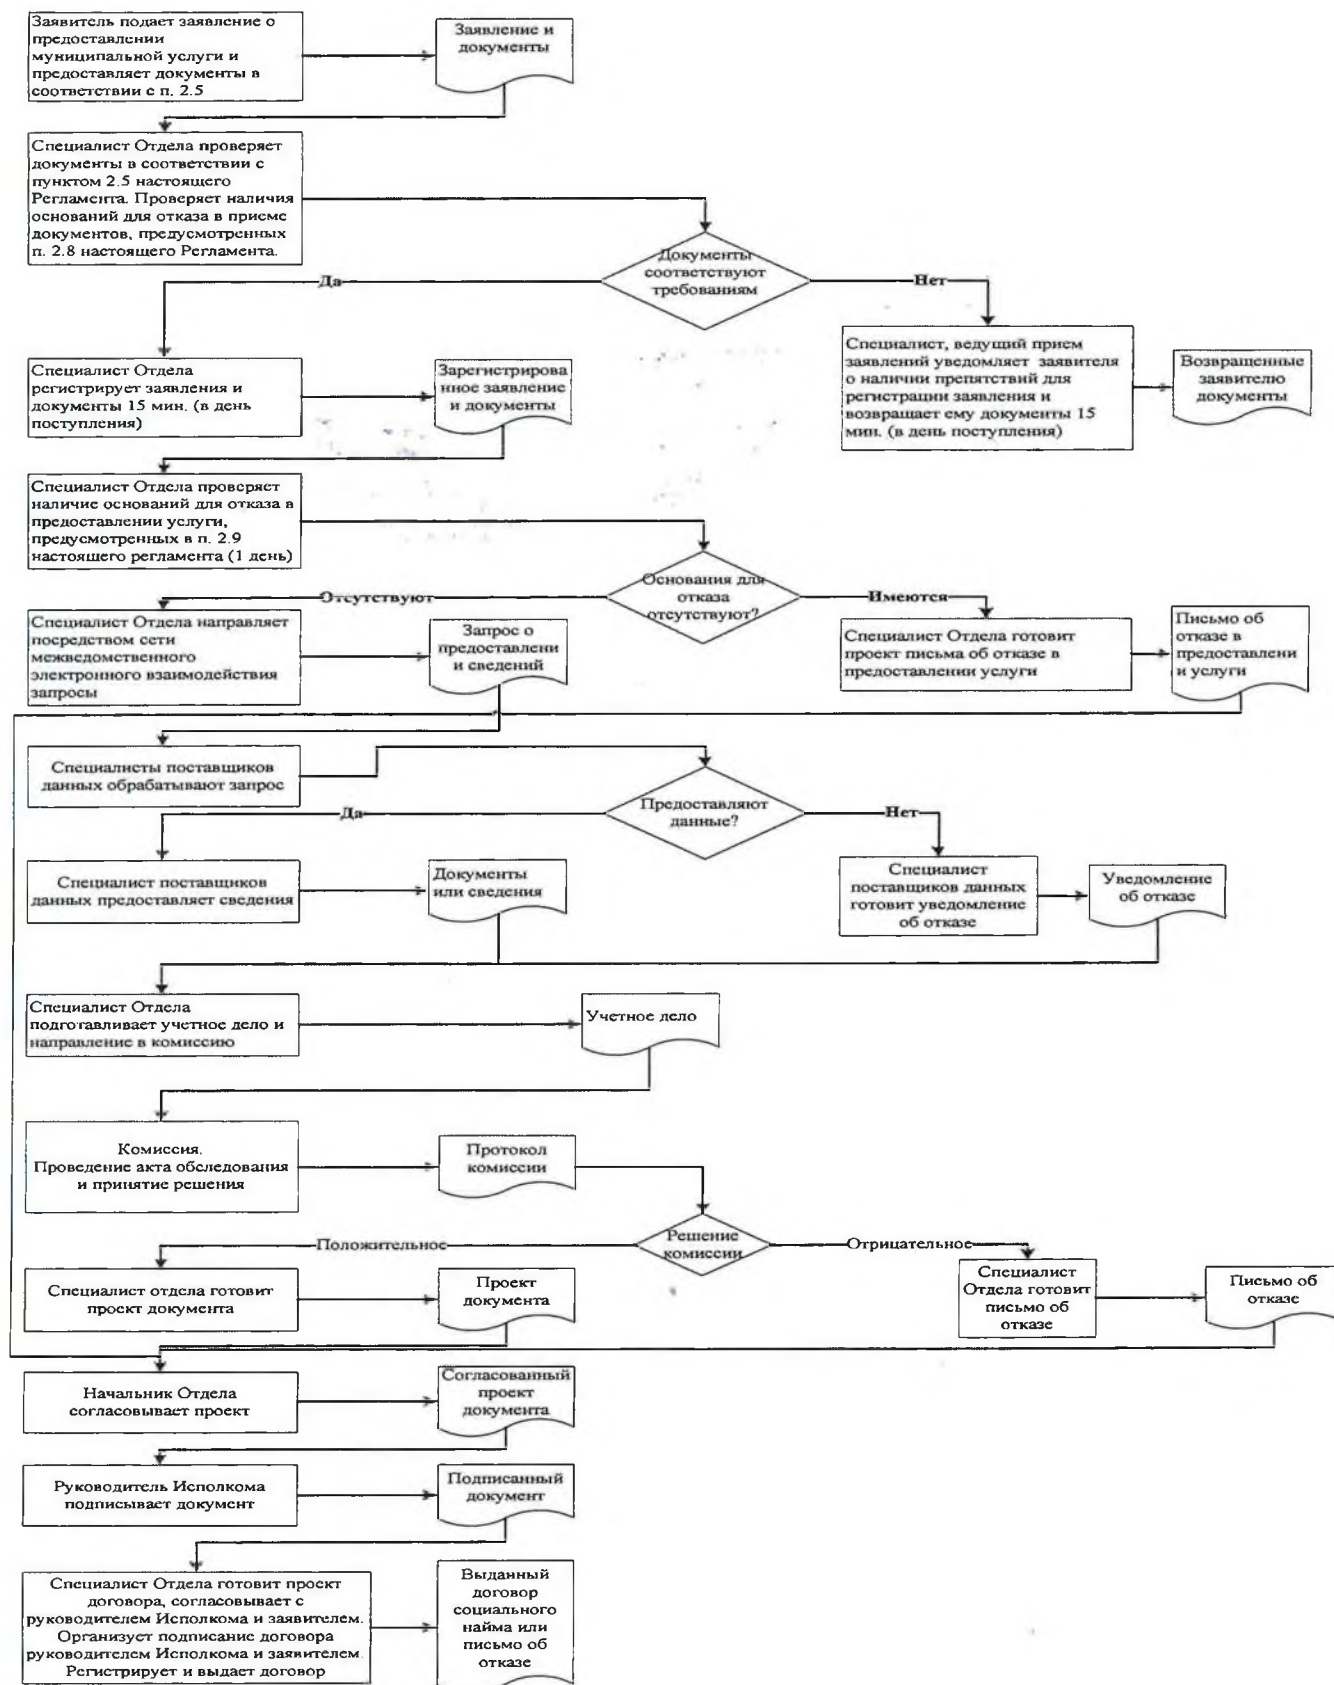 Заявитель подает заявление о
предоставлении
муниципальной услуги и
предоставляет документы в
соответствии с п. 2.5
Заявление и
документы
Специалист Отдела проверяет
документы в соответствии с
пунктом 2.5 настоящего
Регламента. Проверяет наличия
оснований для отказа в приеме
документов, предусмотренных
п. 2.8 настоящего Регламента.
Документы
соответствуют
требованиям
Да
Нет
Специалист Отдела
регистрирует заявления и
документы 15 мин. (в день
поступления)
Зарегистрирова
нное заявление
и документы
Специалист, ведущий прием
заявлений уведомляет заявителя
о наличии препятствий для
регистрации заявления и
возвращает ему документы 15
мин. (в день поступления)
Возвращенные
заявителю
документы
Специалист Отдела проверяет
наличие оснований для отказа в
предоставлении услуги,
предусмотренных в п. 2.9
настоящего регламента (1 день)
Основания для
отказа
отсутствуют?
Отсутствуют
Имеются
Специалист Отдела направляет
посредством сети
межведомственного
электронного взаимодействия
запросы
Запрос о
предоставлени
и сведений
Специалист Отдела готовит
проект письма об отказе в
предоставлении услуги
Письмо об
отказе в
предоставлени
и услуги
Специалисты поставщиков
данных обрабатывают запрос
Предоставляют
данные?
Да
Нет
Специалист поставщиков
данных предоставляет сведения
Документы
или сведения
Специалист
поставщиков данных
готовит уведомление
об отказе
Уведомление
об отказе
Специалист Отдела
подготавливает учетное дело и
направление в комиссию
Учетное дело
Комиссия.
Проведение акта обследования
и принятие решения
Протокол
комиссии
Решение
комиссии
Положительное
Отрицательное
Специалист отдела готовит
проект документа
Проект
документа
Специалист
Отдела готовит
письмо об
отказе
Письмо об
отказе
Начальник Отдела
согласовывает проект
Согласованный
проект
документа
Руководитель Исполкома
подписывает документ
Подписанный
документ
Специалист Отдела готовит проект
договора, согласовывает с
руководителем Исполкома и заявителем.
Организует подписание договора
руководителем Исполкома и заявителем.
Регистрирует и выдает договор
Выданный
договор
социального
найма или
письмо об
отказе